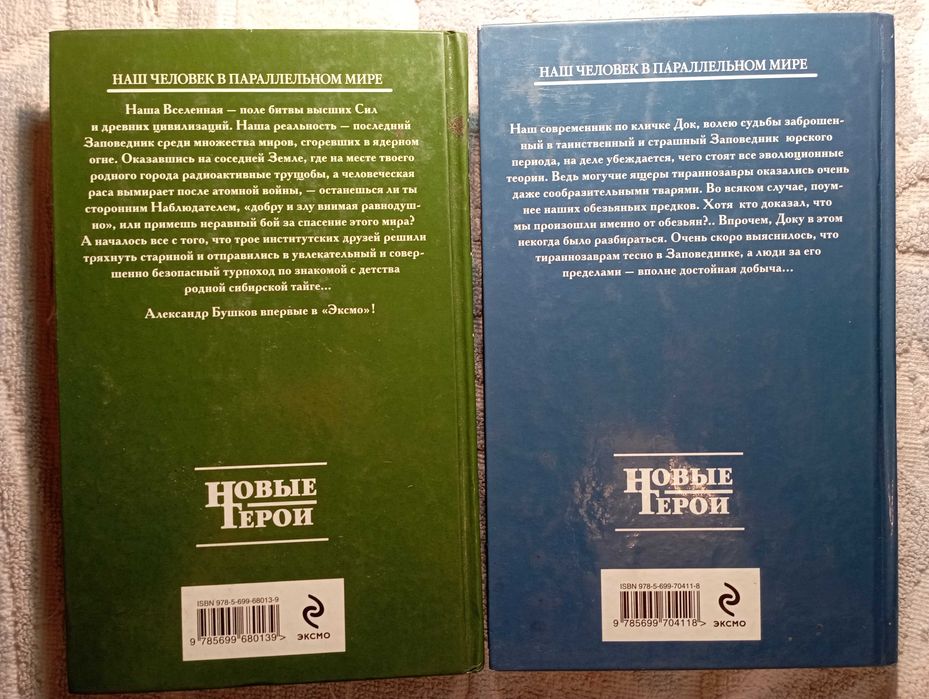 НАШ ЧЕЛОВЕК В ПАРАЛЛЕЛЬНОМ МИРЕ
Наша Вселенная — поле битвы высших Сил
и древних цивилизаций. Наша реальность — последний
Заповедник среди множества миров, сгоревших в ядерном
огне. Оказавшись на соседней Земле, где на месте твоего
родного города радиоактивные трущобы, а человеческая
раса вымирает после атомной войны, — останешься ли ты
сторонним Наблюдателем, «добру и злу внимая равнодуш-
но», или примешь неравный бой за спасение этого мира?
А началось все с того, что трое институтских друзей решили
тряхнуть стариной и отправились в увлекательный и совер-
шенно безопасный турпоход по знакомой с детства
родной сибирской тайге...
Александр Бушков впервые в «Эксмо»!
НОВЫЕ
ГЕРОИ
ISBN 978-5-699-68013-9
9 785699 680139 >
ЭКСМО
НАШ ЧЕЛОВЕК В ПАРАЛЛЕЛЬНОМ МИРЕ
Наш современник по кличке Док, волею судьбы заброшен-
ный в таинственный и страшный Заповедник юрского
периода, на деле убеждается, чего стоят все эволюционные
теории. Ведь могучие ящеры тираннозавры оказались очень
даже сообразительными тварями. Во всяком случае, поум-
нее наших обезьяньих предков. Хотя кто доказал, что
мы произошли именно от обезьян?.. Впрочем, Доку в этом
некогда было разбираться. Очень скоро выяснилось, что
тираннозаврам тесно в Заповеднике, а люди за его
пределами — вполне достойная добыча...
НОВЫЕ
ГЕРОИ
ISBN 978-5-699-70411-8
9 785699 704118 >
ЭКСМО